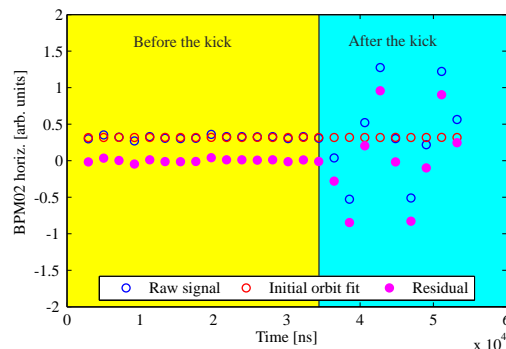 2
1.5
1
0.5
0
-0.5
-1
-1.5
-2
BPM02 horiz. [arb. units]
Before the kick
After the kick
Raw signal
Initial orbit fit
Residual
0 1 2 3 4 5 6
Time [ns]
x 10⁴